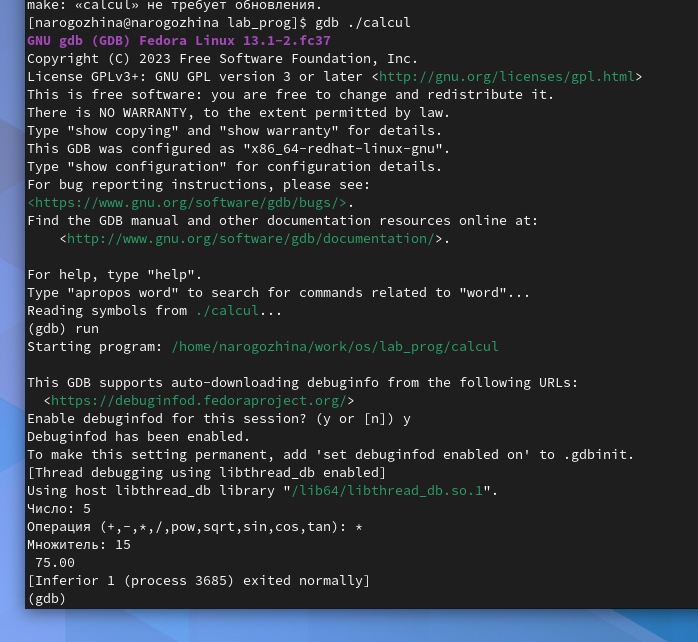 make: «calcul» не требует обновления.
[narogozhina@narogozhina lab_prog]$ gdb ./calcul
GNU gdb (GDB) Fedora Linux 13.1-2.fc37
Copyright (C) 2023 Free Software Foundation, Inc.
License GPLv3+: GNU GPL version 3 or later <http://gnu.org/licenses/gpl.html>
This is free software: you are free to change and redistribute it.
There is NO WARRANTY, to the extent permitted by law.
Type "show copying" and "show warranty" for details.
This GDB was configured as "x86_64-redhat-linux-gnu".
Type "show configuration" for configuration details.
For bug reporting instructions, please see:
<https://www.gnu.org/software/gdb/bugs/>.
Find the GDB manual and other documentation resources online at:
    <http://www.gnu.org/software/gdb/documentation/>.

For help, type "help".
Type "apropos word" to search for commands related to "word"...
Reading symbols from ./calcul...
(gdb) run
Starting program: /home/narogozhina/work/os/lab_prog/calcul

This GDB supports auto-downloading debuginfo from the following URLs:
  <https://debuginfod.fedoraproject.org/>
Enable debuginfod for this session? (y or [n]) y
Debuginfod has been enabled.
To make this setting permanent, add 'set debuginfod enabled on' to .gdbinit.
[Thread debugging using libthread_db enabled]
Using host libthread_db library "/lib64/libthread_db.so.1".
Число: 5
Операция (+,-,*,/,pow,sqrt,sin,cos,tan): *
Множитель: 15
 75.00
[Inferior 1 (process 3685) exited normally]
(gdb)